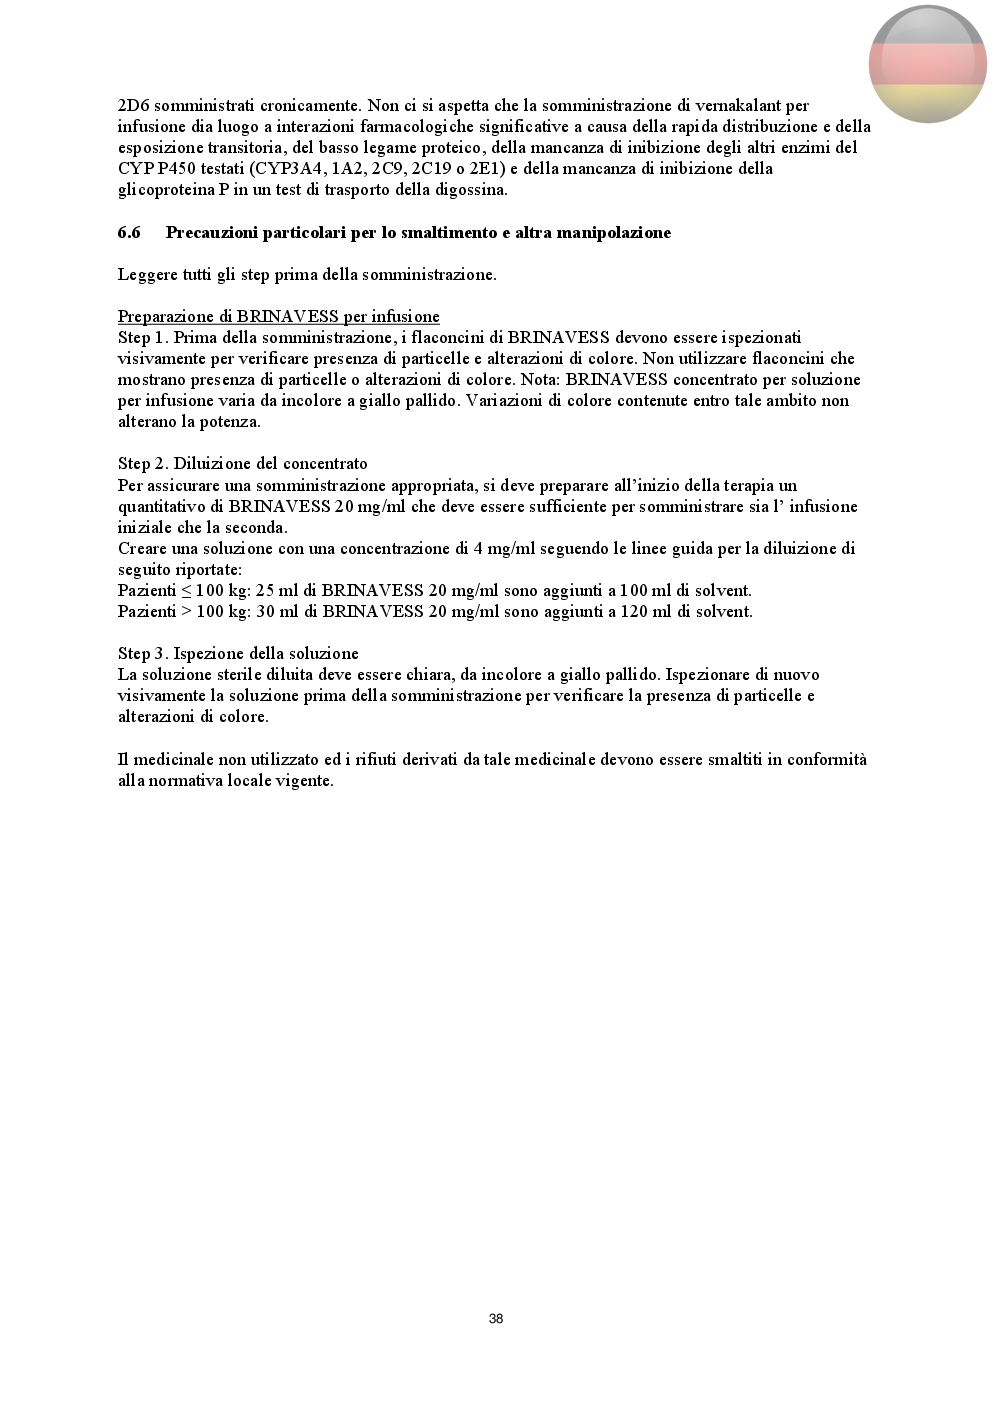 2D6 somministrati cronicamente. Non ci si aspetta che la somministrazione di vernakalant per
infusione dia luogo a interazioni farmacologiche significative a causa della rapida distribuzione e della
esposizione transitoria, del basso legame proteico, della mancanza di inibizione degli altri enzimi del
CYP P450 testati (CYP3A4, 1A2, 2C9, 2C19 o 2E1) e della mancanza di inibizione della
glicoproteina P in un test di trasporto della digossina.
6.6 Precauzioni particolari per lo smaltimento e altra manipolazione
Leggere tutti gli step prima della somministrazione.
Preparazione di BRINAVESS per infusione
Step 1. Prima della somministrazione, i flaconcini di BRINAVESS devono essere ispezionati
visivamente per verificare presenza di particelle e alterazioni di colore. Non utilizzare flaconcini che
mostrano presenza di particelle o alterazioni di colore. Nota: BRINAVESS concentrato per soluzione
per infusione varia da incolore a giallo pallido. Variazioni di colore contenute entro tale ambito non
alterano la potenza.
Step 2. Diluizione del concentrato
Per assicurare una somministrazione appropriata, si deve preparare all’inizio della terapia un
quantitativo di BRINAVESS 20 mg/ml che deve essere sufficiente per somministrare sia l’ infusione
iniziale che la seconda.
Creare una soluzione con una concentrazione di 4 mg/ml seguendo le linee guida per la diluizione di
seguito riportate:
Pazienti ≤ 100 kg: 25 ml di BRINAVESS 20 mg/ml sono aggiunti a 100 ml di solvent.
Pazienti > 100 kg: 30 ml di BRINAVESS 20 mg/ml sono aggiunti a 120 ml di solvent.
Step 3. Ispezione della soluzione
La soluzione sterile diluita deve essere chiara, da incolore a giallo pallido. Ispezionare di nuovo
visivamente la soluzione prima della somministrazione per verificare la presenza di particelle e
alterazioni di colore.
Il medicinale non utilizzato ed i rifiuti derivati da tale medicinale devono essere smaltiti in conformità
alla normativa locale vigente.
38